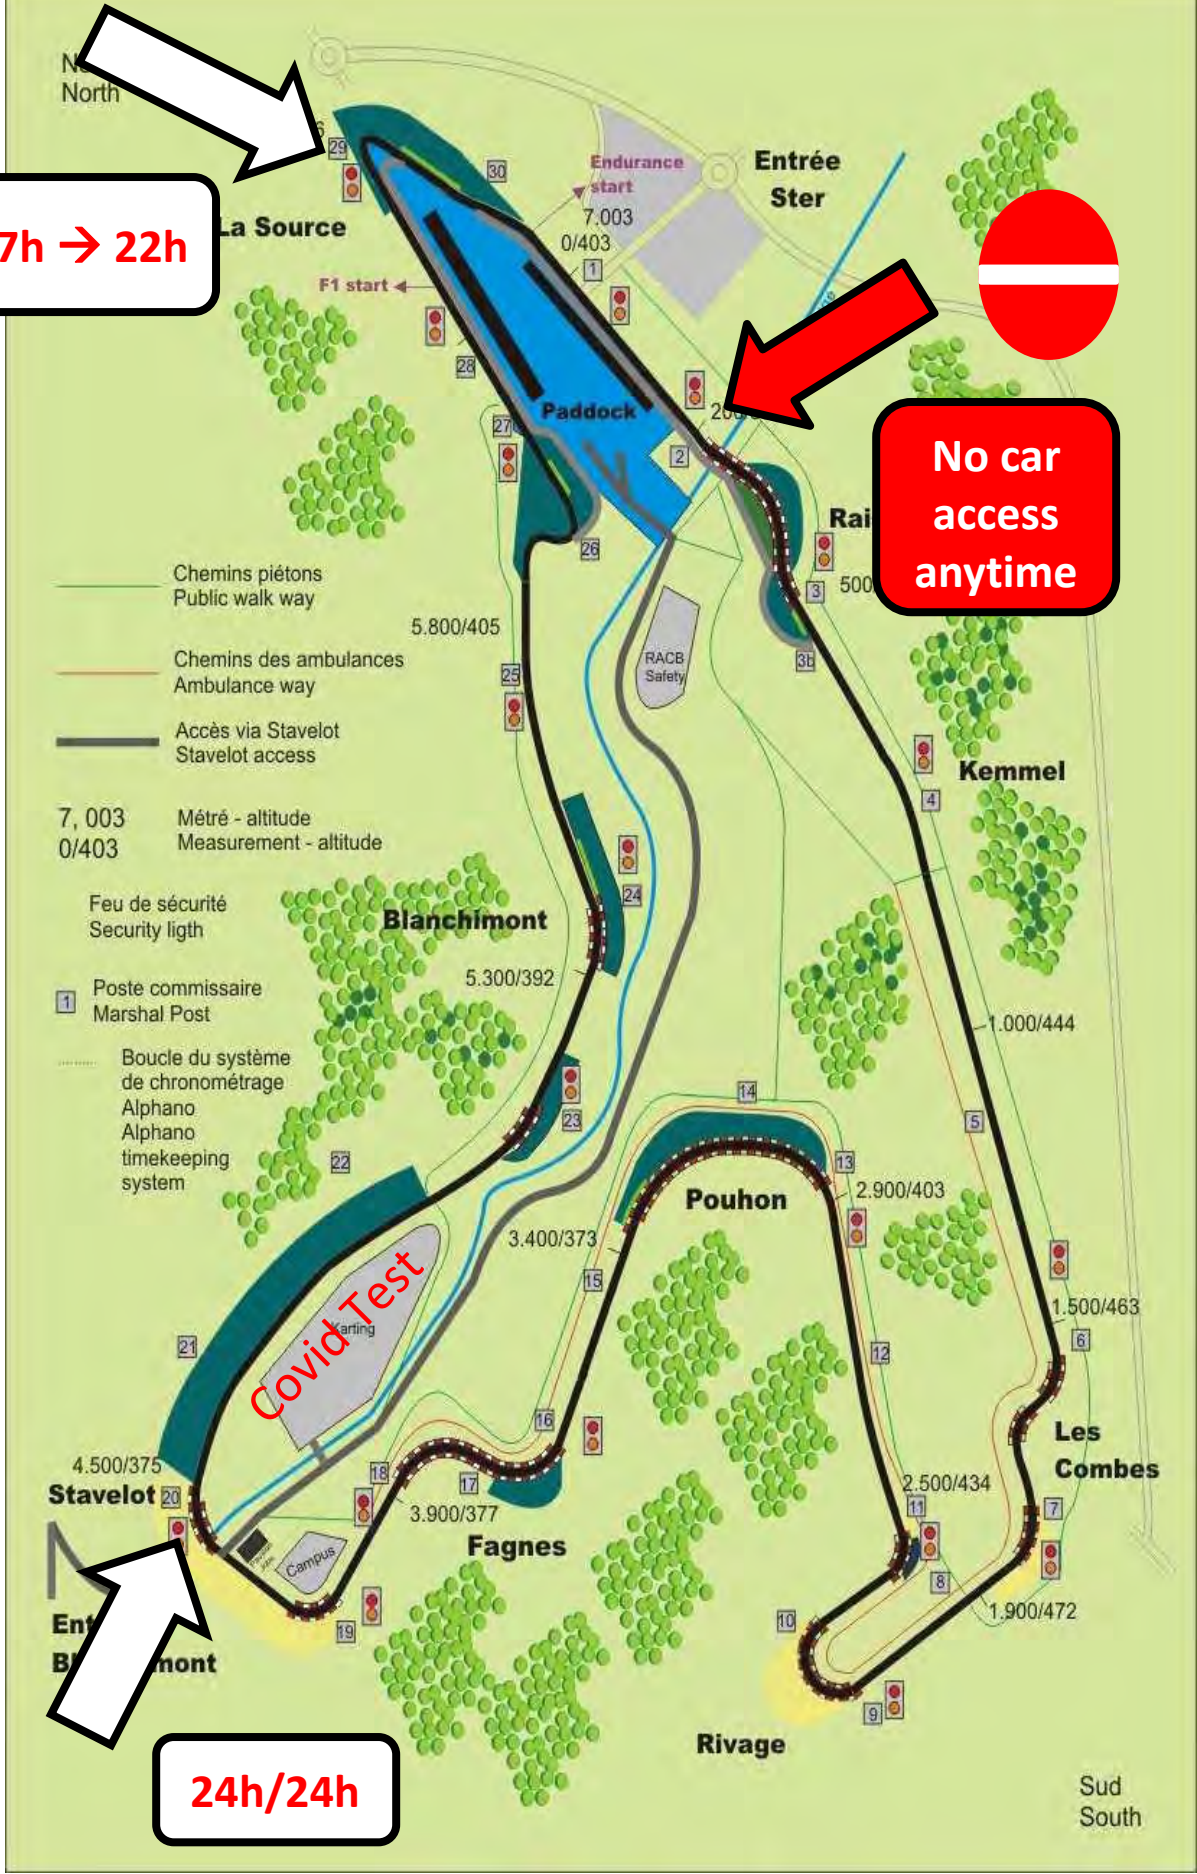 North
29
30
7h → 22h
La Source
Endurance
start
Entrée
Ster
7.003
0/403
1
F1 start
28
Paddock
27
2
No car
access
anytime
26
3
500
3b
RACB
Safety
Chemins piétons
Public walk way
5.800/405
Chemins des ambulances
Ambulance way
25
Accès via Stavelot
Stavelot access
Kemmel
4
7, 003
0/403
Métré - altitude
Measurement - altitude
24
Feu de sécurité
Security ligth
Blanchimont
5.300/392
1
Poste commissaire
Marshal Post
1.000/444
Boucle du système
de chronométrage
Alphano
Alphano
timekeeping
system
14
5
23
22
13
2.900/403
Pouhon
3.400/373
15
Karting
Covid Test
21
12
1.500/463
6
16
Les
Combes
4.500/375
Stavelot
20
18
17
3.900/377
2.500/434
11
7
Fagnes
Campus
8
1.900/472
19
10
9
Rivage
24h/24h
Sud
South